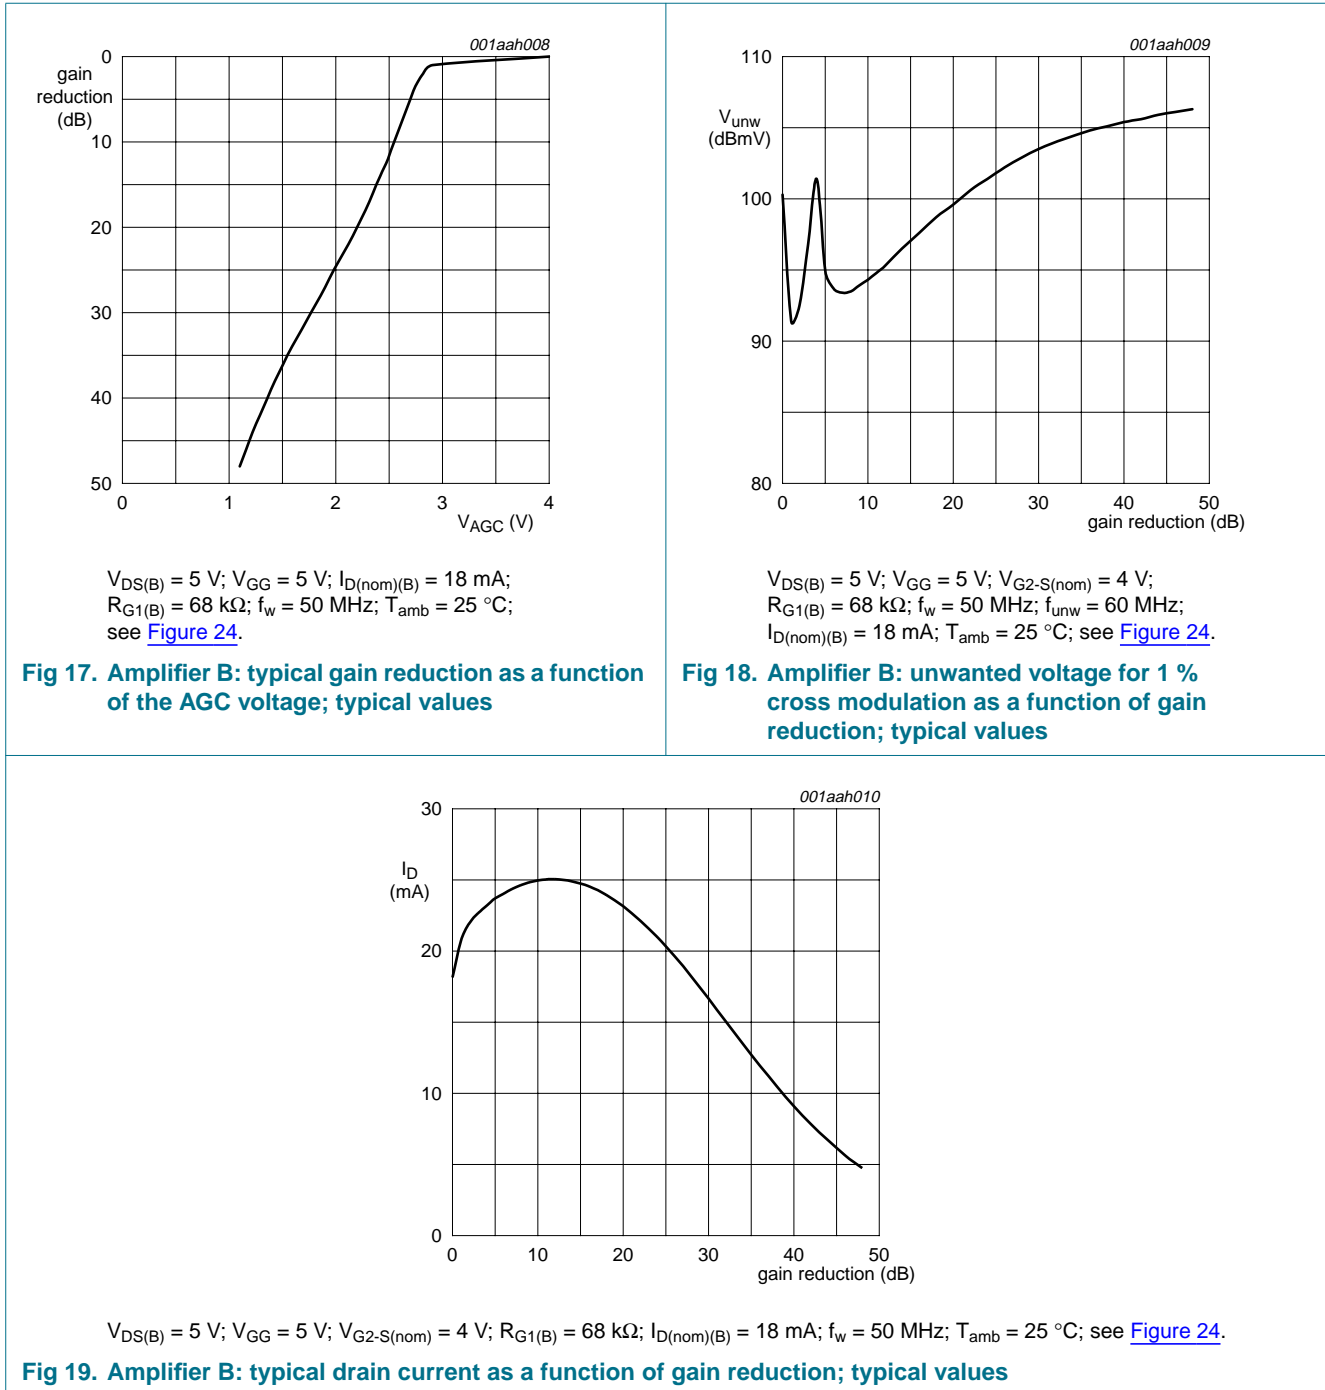 001aah008
0
gain
reduction
(dB)
10
20
30
40
50
0 1 2 3 4
VAGC (V)
VDS(B) = 5 V; VGG = 5 V; ID(nom)(B) = 18 mA;
RG1(B) = 68 kΩ; fw = 50 MHz; Tamb = 25 °C;
see Figure 24.
Fig 17. Amplifier B: typical gain reduction as a function
of the AGC voltage; typical values
001aah009
110
Vunw
(dBmV)
100
90
80
0 10 20 30 40 50
gain reduction (dB)
VDS(B) = 5 V; VGG = 5 V; VG2-S(nom) = 4 V;
RG1(B) = 68 kΩ; fw = 50 MHz; funw = 60 MHz;
ID(nom)(B) = 18 mA; Tamb = 25 °C; see Figure 24.
Fig 18. Amplifier B: unwanted voltage for 1 %
cross modulation as a function of gain
reduction; typical values
001aah010
30
ID
(mA)
20
10
0
0 10 20 30 40 50
gain reduction (dB)
VDS(B) = 5 V; VGG = 5 V; VG2-S(nom) = 4 V; RG1(B) = 68 kΩ; ID(nom)(B) = 18 mA; fw = 50 MHz; Tamb = 25 °C; see Figure 24.
Fig 19. Amplifier B: typical drain current as a function of gain reduction; typical values